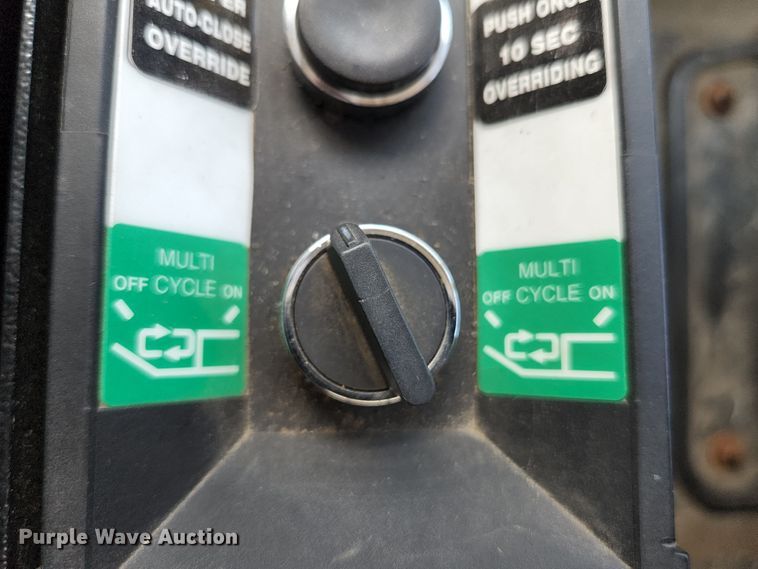 AUTO-CLOSE
OVERRIDE
PUSH ONCE
10 SEC
OVERRIDING
MULTI
OFF CYCLE ON
MULTI
OFF CYCLE ON
Purple Wave Auction